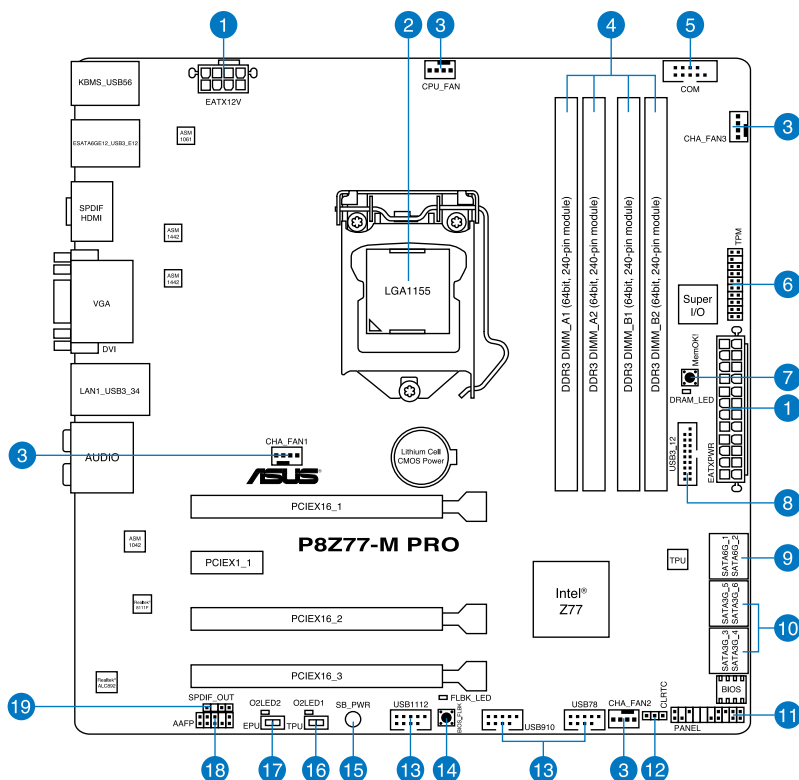 1
2
3
4
5
KBMS_USB56
EATX12V
CPU_FAN
COM
ESATA6GE12_USB3_E12
ASM
1061
CHA_FAN3
3
SPDIF
HDMI
ASM
1442
ASM
1442
VGA
DVI
LGA1155
DDR3 DIMM_A1 (64bit, 240-pin module)
DDR3 DIMM_A2 (64bit, 240-pin module)
DDR3 DIMM_B1 (64bit, 240-pin module)
DDR3 DIMM_B2 (64bit, 240-pin module)
TPM
6
Super
I/O
MemOK!
7
DRAM_LED
1
EATXPWR
LAN1_USB3_34
AUDIO
3
CHA_FAN1
ASUS
Lithium Cell
CMOS Power
USB3_12
8
PCIEX16_1
P8Z77-M PRO
ASM
1042
PCIEX1_1
TPU
SATA6G_1
SATA6G_2
9
Intel®
Z77
SATA3G_5
SATA3G_6
10
Realtek®
8111F
PCIEX16_2
SATA3G_3
SATA3G_4
Realtek®
ALC892
PCIEX16_3
BIOS
19
SPDIF_OUT
AAFP
O2LED2
EPU
O2LED1
TPU
SB_PWR
USB1112
FLBK_LED
BIOS_FLBK
USB910
USB78
CHA_FAN2
CLRTC
PANEL
11
18
17
16
15
13
14
13
3
12